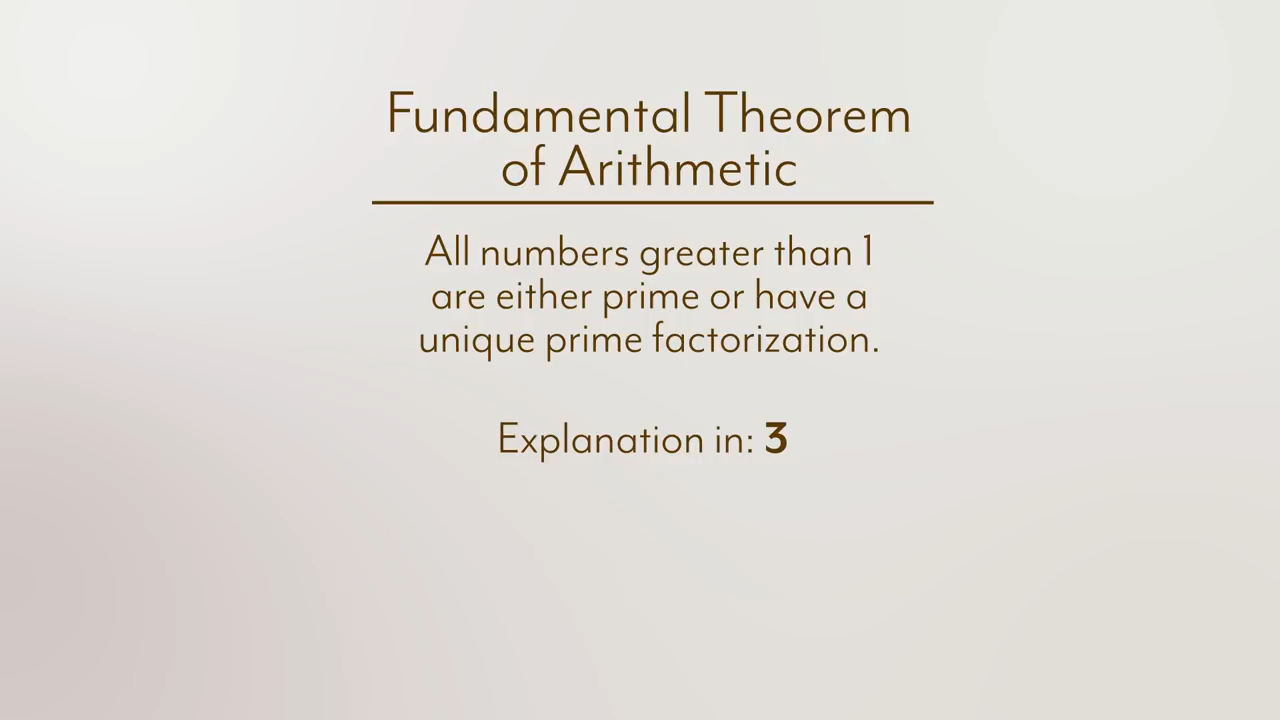 Fundamental Theorem
of Arithmetic
All numbers greater than 1
are either prime or have a
unique prime factorization.
Explanation in: 3